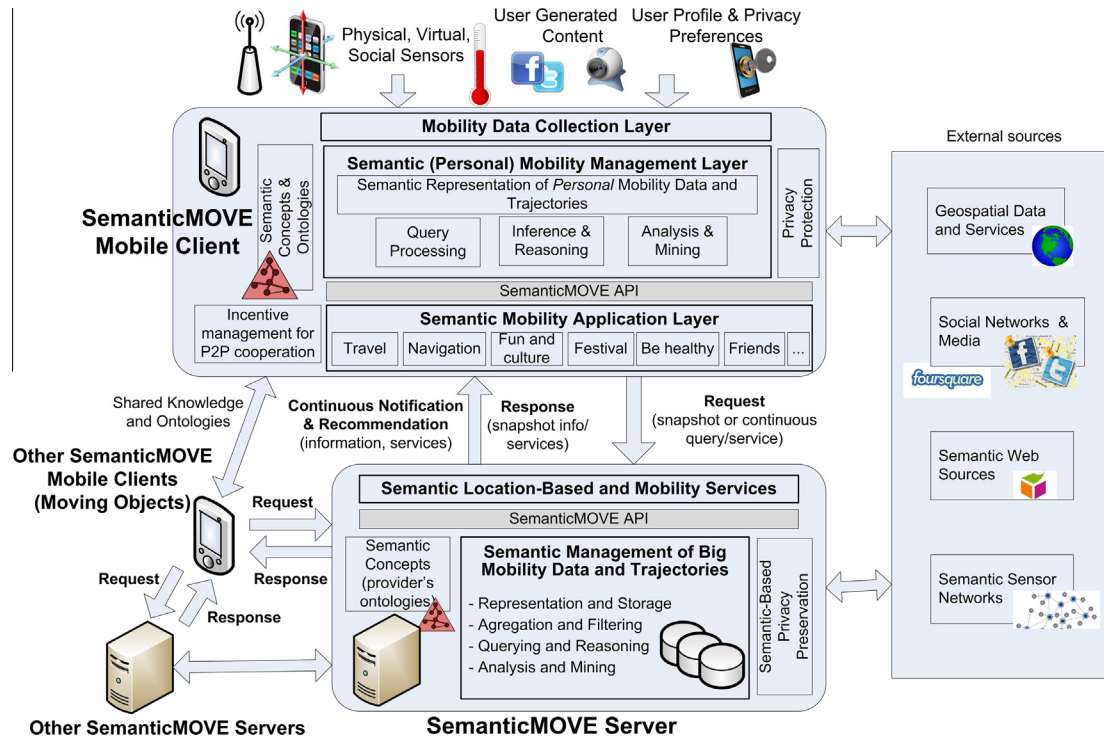 Physical, Virtual,
Social Sensors
User Generated
Content
User Profile & Privacy
Preferences
Mobility Data Collection Layer
Semantic (Personal) Mobility Management Layer
Semantic Representation of Personal Mobility Data and
Trajectories
Query
Processing
Inference &
Reasoning
Analysis &
Mining
Semantic
Concepts &
Ontologies
Privacy
Protection
SemanticMOVE
Mobile Client
SemanticMOVE API
Incentive
management for
P2P cooperation
Semantic Mobility Application Layer
Travel
Navigation
Fun and
culture
Festival
Be healthy
Friends
...
External sources
Geospatial Data
and Services
Social Networks &
Media
foursquare
Semantic Web
Sources
Semantic Sensor
Networks
Shared Knowledge
and Ontologies
Continuous Notification
& Recommendation
(information, services)
Response
(snapshot info/
services)
Request
(snapshot or continuous
query/service)
Other SemanticMOVE
Mobile Clients
(Moving Objects)
Request
Response
Request
Response
Semantic Location-Based and Mobility Services
SemanticMOVE API
Semantic
Concepts
(provider's
ontologies)
Semantic Management of Big
Mobility Data and Trajectories
- Representation and Storage
- Agregation and Filtering
- Querying and Reasoning
- Analysis and Mining
Semantic-Based
Privacy
Preservation
Other SemanticMOVE Servers
SemanticMOVE Server